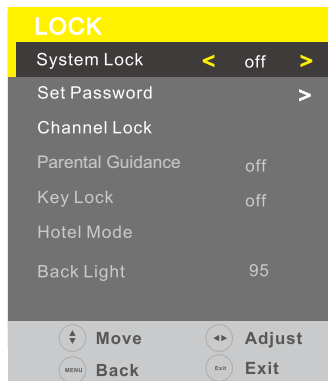 LOCK
System Lock < off >
Set Password >
Channel Lock
Parental Guidance off
Key Lock off
Hotel Mode
Back Light 95
Move Adjust
MENU Back Exit Exit